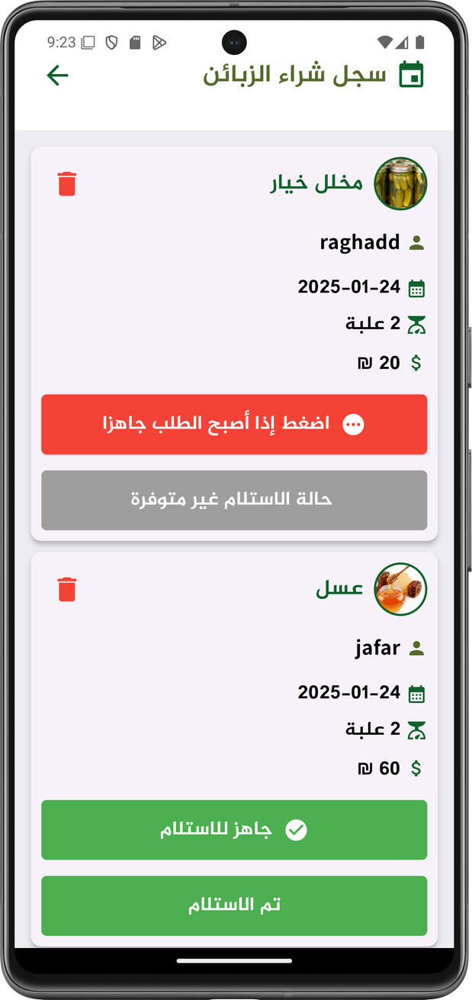 9:23
سجل شراء الزبائن
مخلل خيار
raghadd
2025-01-24
2 علبة
20 ₪
اضغط إذا أصبح الطلب جاهزا
حالة الاستلام غير متوفرة
عسل
jafar
2025-01-24
2 علبة
60 ₪
جاهز للاستلام
تم الاستلام